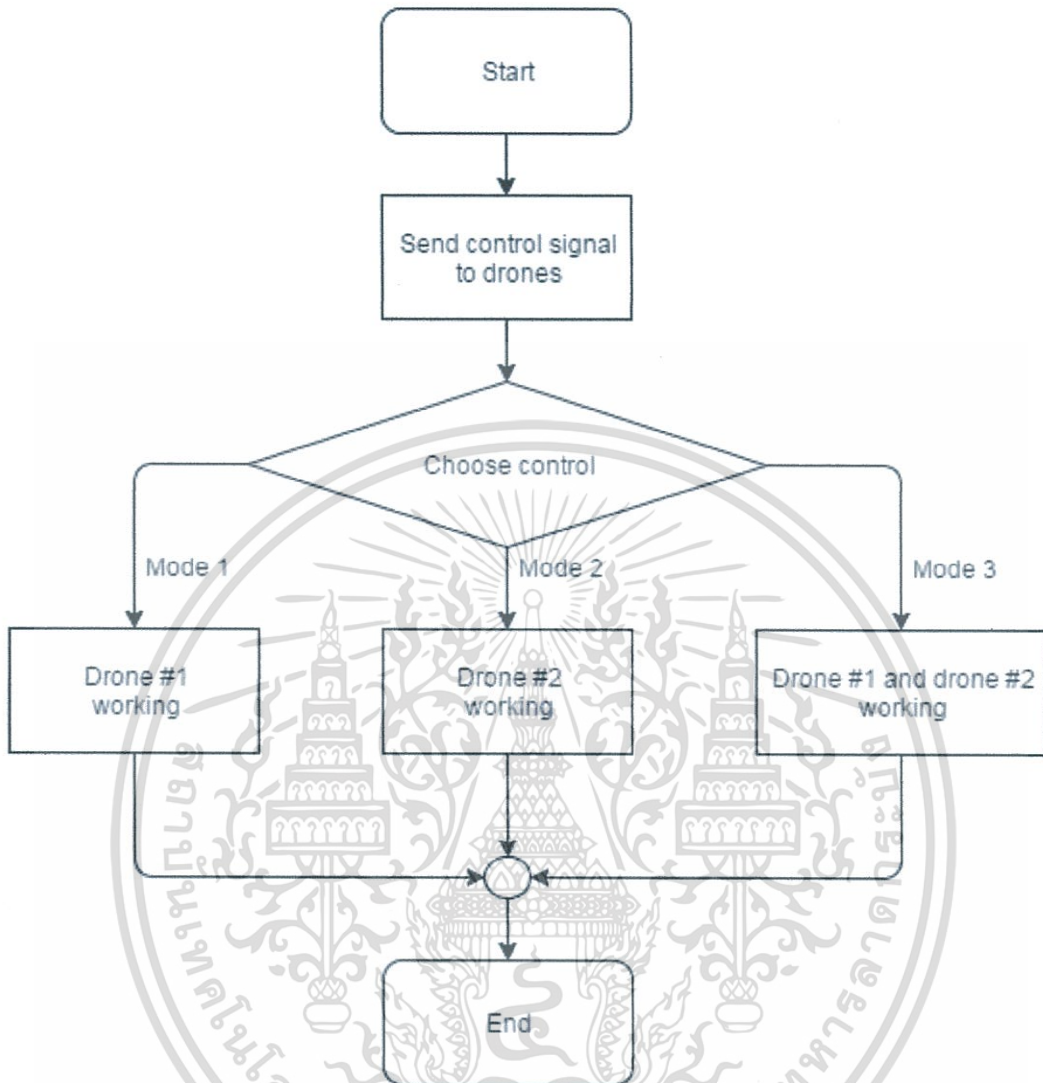 Start
Send control signal
to drones
Choose control
Mode 1
Mode 2
Mode 3
Drone #1
working
Drone #2
working
Drone #1 and drone #2
working
End